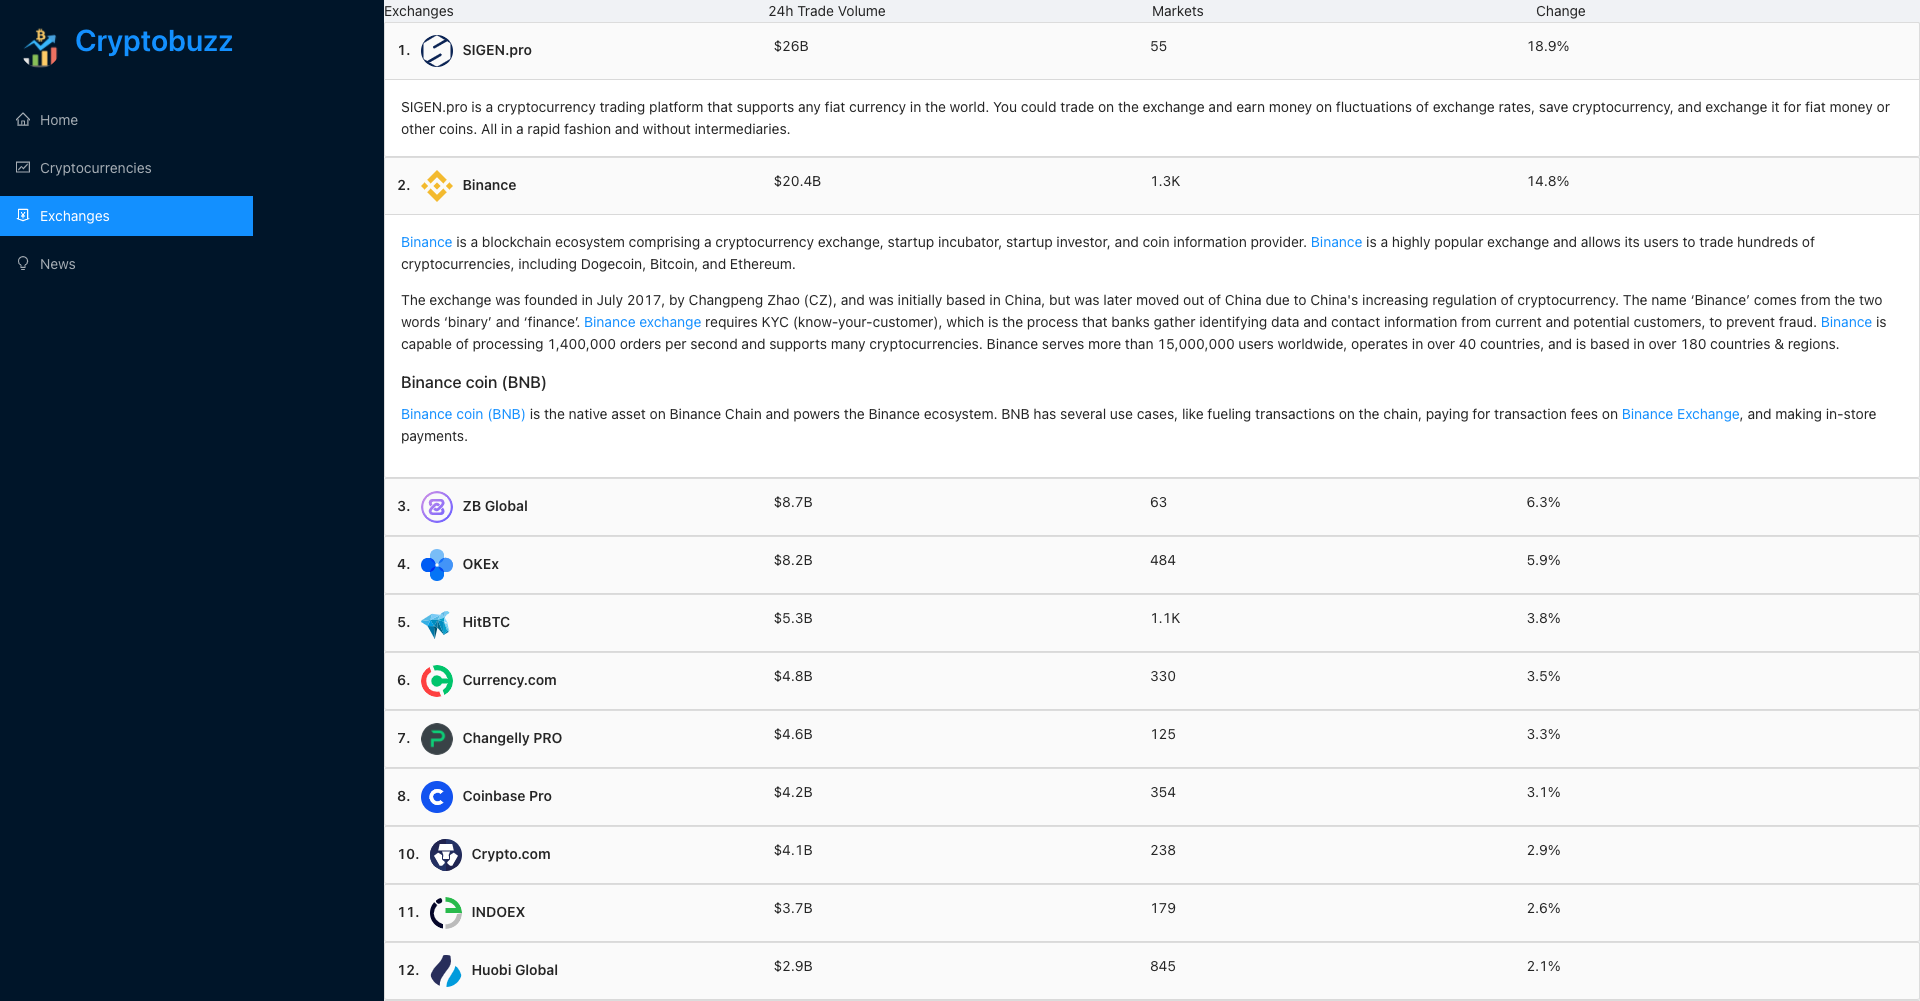 Cryptobuzz
Home
Cryptocurrencies
Exchanges
News
Exchanges 24h Trade Volume Markets Change
1. SIGEN.pro $26B 55 18.9%
SIGEN.pro is a cryptocurrency trading platform that supports any fiat currency in the world. You could trade on the exchange and earn money on fluctuations of exchange rates, save cryptocurrency, and exchange it for fiat money or
other coins. All in a rapid fashion and without intermediaries.
2. Binance $20.4B 1.3K 14.8%
Binance is a blockchain ecosystem comprising a cryptocurrency exchange, startup incubator, startup investor, and coin information provider. Binance is a highly popular exchange and allows its users to trade hundreds of
cryptocurrencies, including Dogecoin, Bitcoin, and Ethereum.
The exchange was founded in July 2017, by Changpeng Zhao (CZ), and was initially based in China, but was later moved out of China due to China's increasing regulation of cryptocurrency. The name ‘Binance’ comes from the two
words ‘binary’ and ‘finance’. Binance exchange requires KYC (know-your-customer), which is the process that banks gather identifying data and contact information from current and potential customers, to prevent fraud. Binance is
capable of processing 1,400,000 orders per second and supports many cryptocurrencies. Binance serves more than 15,000,000 users worldwide, operates in over 40 countries, and is based in over 180 countries & regions.
Binance coin (BNB)
Binance coin (BNB) is the native asset on Binance Chain and powers the Binance ecosystem. BNB has several use cases, like fueling transactions on the chain, paying for transaction fees on Binance Exchange, and making in-store
payments.
3. ZB Global $8.7B 63 6.3%
4. OKEx $8.2B 484 5.9%
5. HitBTC $5.3B 1.1K 3.8%
6. Currency.com $4.8B 330 3.5%
7. Changelly PRO $4.6B 125 3.3%
8. Coinbase Pro $4.2B 354 3.1%
10. Crypto.com $4.1B 238 2.9%
11. INDOEX $3.7B 179 2.6%
12. Huobi Global $2.9B 845 2.1%